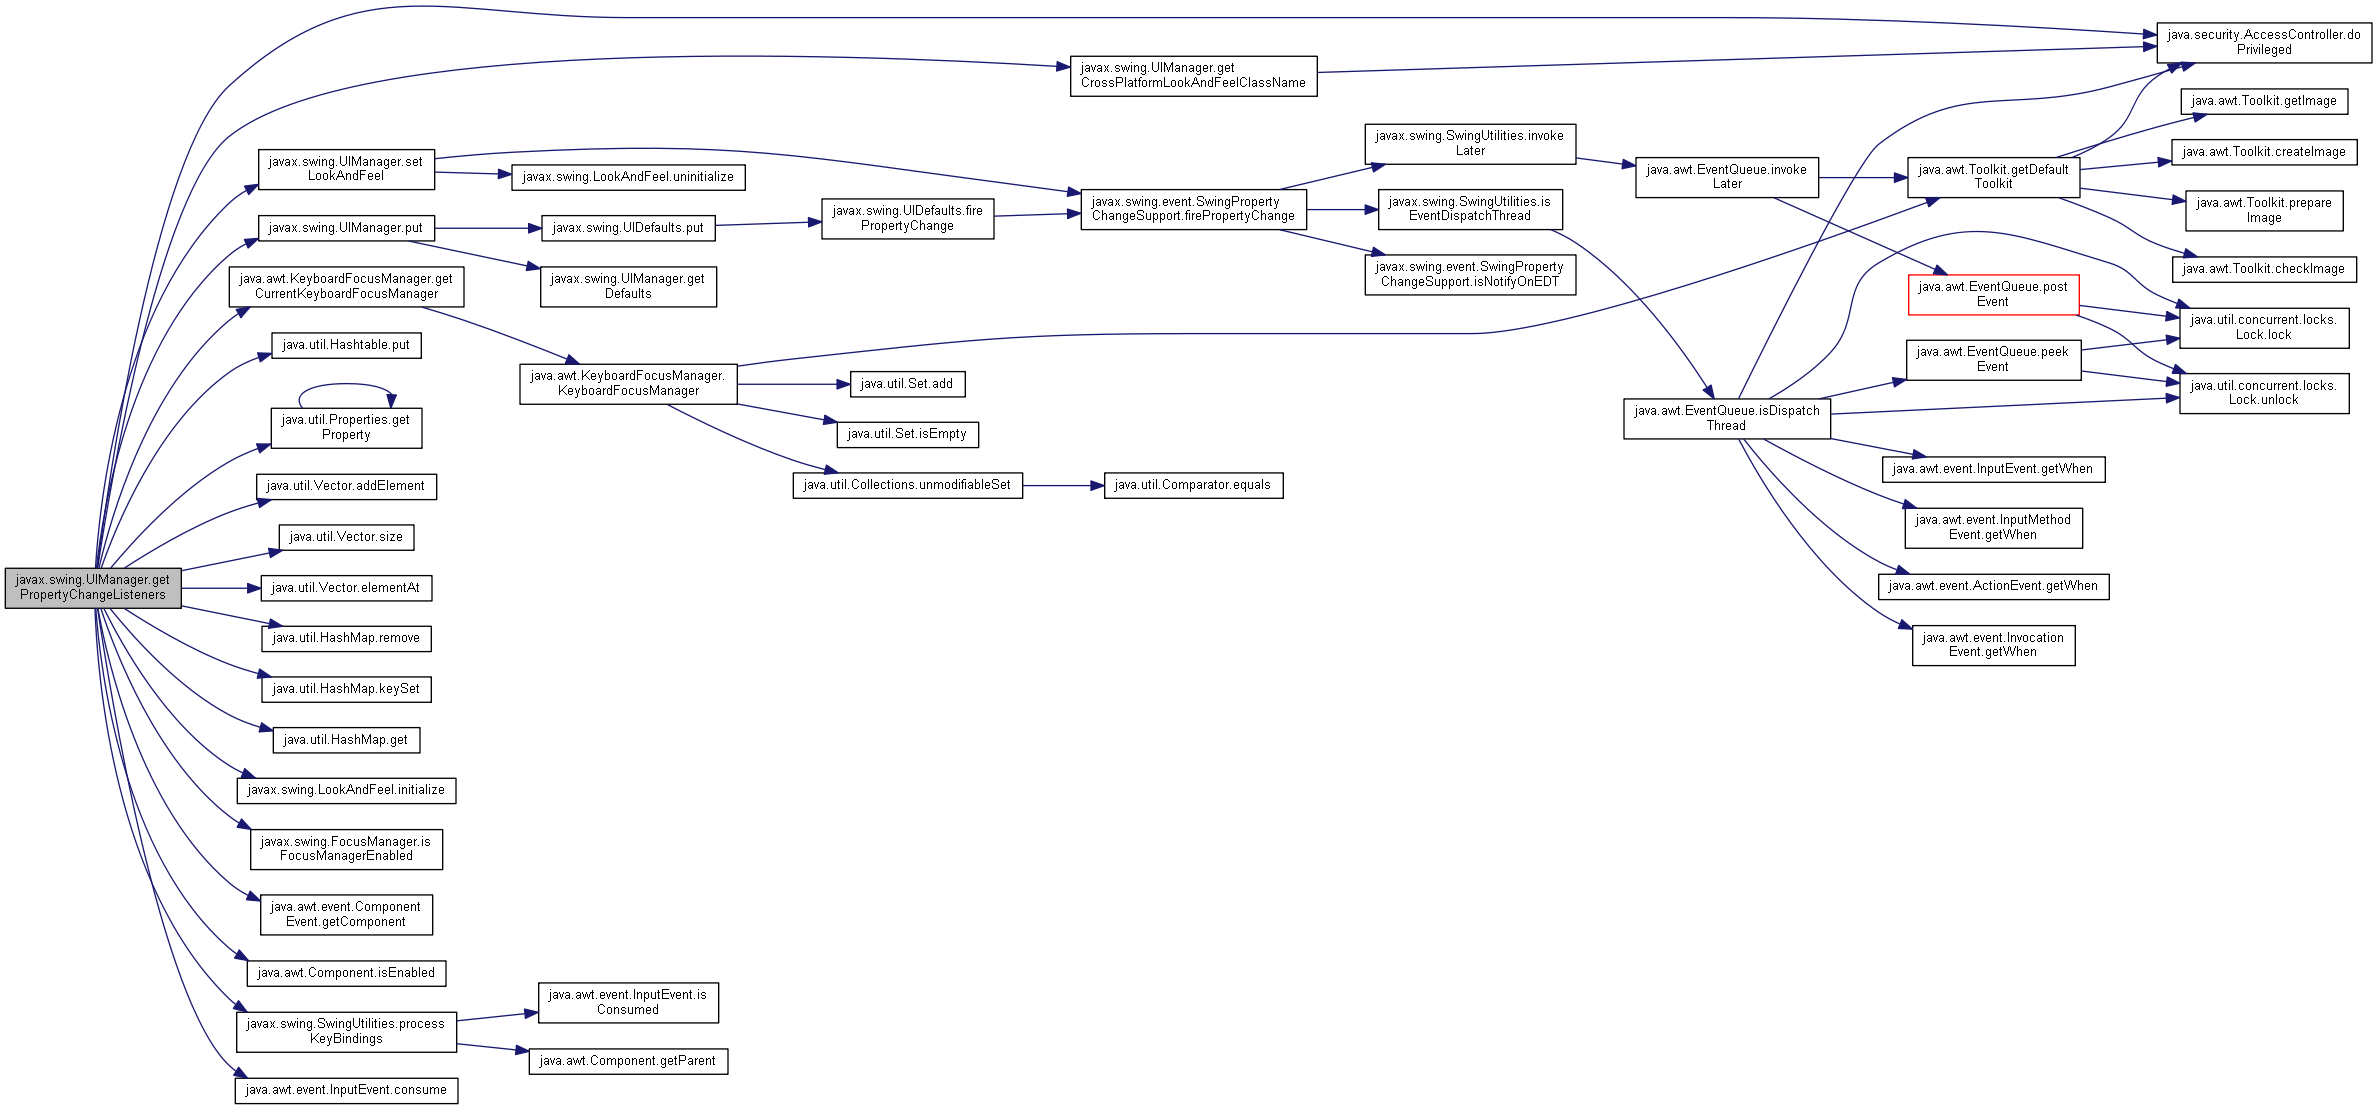 javax.swing.UIManager.get
PropertyChangeListeners
javax.swing.UIManager.set
LookAndFeel
javax.swing.UIManager.put
java.awt.KeyboardFocusManager.get
CurrentKeyboardFocusManager
java.util.Hashtable.put
java.util.Properties.get
Property
java.util.Vector.addElement
java.util.Vector.size
java.util.Vector.elementAt
java.util.HashMap.remove
java.util.HashMap.keySet
java.util.HashMap.get
javax.swing.LookAndFeel.initialize
javax.swing.FocusManager.is
FocusManagerEnabled
java.awt.event.Component
Event.getComponent
java.awt.Component.isEnabled
javax.swing.SwingUtilities.process
KeyBindings
java.awt.event.InputEvent.consume
javax.swing.LookAndFeel.uninitialize
javax.swing.UIDefaults.put
javax.swing.UIManager.get
Defaults
java.awt.KeyboardFocusManager.
KeyboardFocusManager
java.awt.event.InputEvent.is
Consumed
java.awt.Component.getParent
javax.swing.UIDefaults.fire
PropertyChange
java.util.Set.add
java.util.Set.isEmpty
java.util.Collections.unmodifiableSet
javax.swing.UIManager.get
CrossPlatformLookAndFeelClassName
javax.swing.event.SwingProperty
ChangeSupport.firePropertyChange
java.util.Comparator.equals
javax.swing.SwingUtilities.invoke
Later
javax.swing.SwingUtilities.is
EventDispatchThread
javax.swing.event.SwingProperty
ChangeSupport.isNotifyOnEDT
java.awt.EventQueue.invoke
Later
java.awt.EventQueue.isDispatch
Thread
java.awt.Toolkit.getDefault
Toolkit
java.awt.EventQueue.post
Event
java.awt.EventQueue.peek
Event
java.awt.event.InputEvent.getWhen
java.awt.event.InputMethod
Event.getWhen
java.awt.event.ActionEvent.getWhen
java.awt.event.Invocation
Event.getWhen
java.security.AccessController.do
Privileged
java.awt.Toolkit.getImage
java.awt.Toolkit.createImage
java.awt.Toolkit.prepare
Image
java.awt.Toolkit.checkImage
java.util.concurrent.locks.
Lock.lock
java.util.concurrent.locks.
Lock.unlock